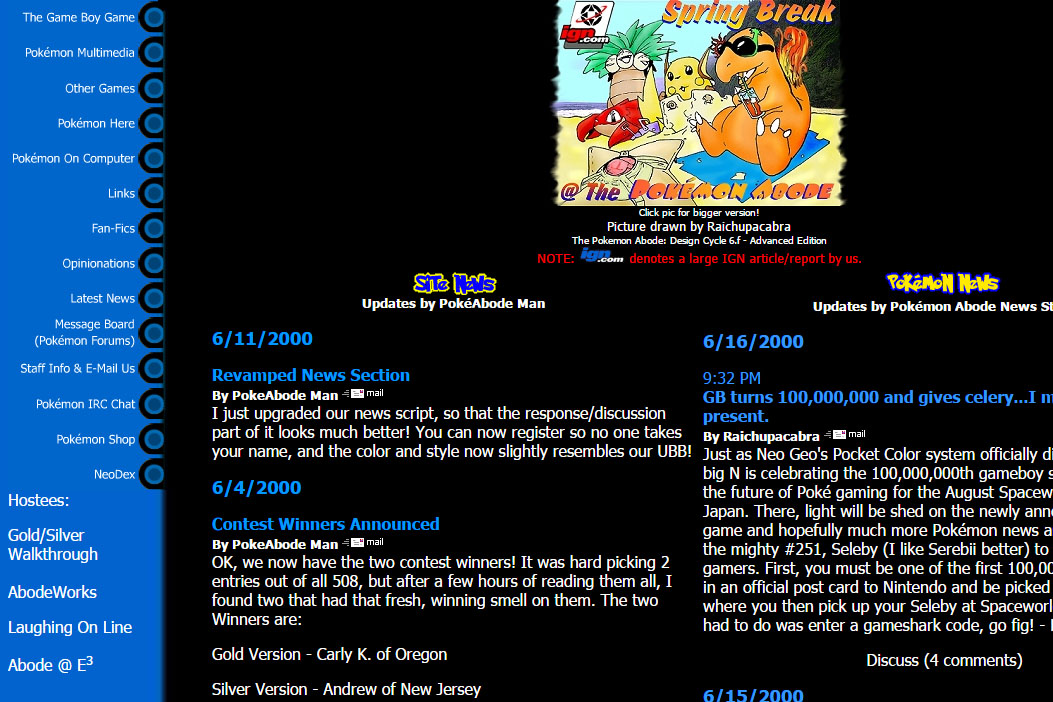 The Game Boy Game
Pokémon Multimedia
Other Games
Pokémon Here
Pokémon On Computer
Links
Fan-Fics
Opinionations
Latest News
Message Board
(Pokémon Forums)
Staff Info & E-Mail Us
Pokémon IRC Chat
Pokémon Shop
NeoDex
Hostees:
Gold/Silver
Walkthrough
AbodeWorks
Laughing On Line
Abode @ E3
ign.com
Spring Break
@ The Pokémon Abode
Click pic for bigger version!
Picture drawn by Raichupacabra
The Pokemon Abode: Design Cycle 6.f - Advanced Edition
NOTE: ign.com denotes a large IGN article/report by us.
Site News
Updates by PokéAbode Man
6/11/2000
Revamped News Section
By PokeAbode Man mail
I just upgraded our news script, so that the response/discussion
part of it looks much better! You can now register so no one takes
your name, and the color and style now slightly resembles our UBB!
6/4/2000
Contest Winners Announced
By PokeAbode Man mail
OK, we now have the two contest winners! It was hard picking 2
entries out of all 508, but after a few hours of reading them all, I
found two that had that fresh, winning smell on them. The two
Winners are:
Gold Version - Carly K. of Oregon
Silver Version - Andrew of New Jersey
Pokémon News
Updates by Pokémon Abode News St
6/16/2000
9:32 PM
GB turns 100,000,000 and gives celery...I m
present.
By Raichupacabra mail
Just as Neo Geo's Pocket Color system officially di
big N is celebrating the 100,000,000th gameboy s
the future of Poké gaming for the August Spacew
Japan. There, light will be shed on the newly ann
game and hopefully much more Pokémon news a
the mighty #251, Seleby (I like Serebii better) to
gamers. First, you must be one of the first 100,00
in an official post card to Nintendo and be picked
where you then pick up your Seleby at Spaceworl
had to do was enter a gameshark code, go fig! -
Discuss (4 comments)
6/15/2000